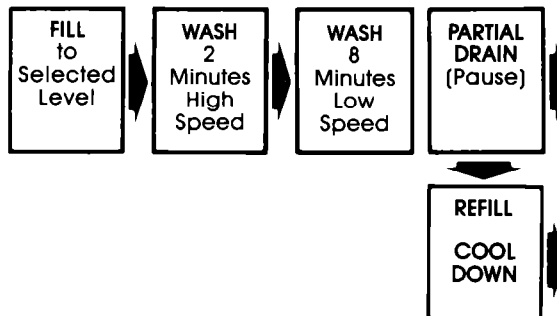 FILL
to
Selected
Level
WASH
2
Minutes
High
Speed
WASH
8
Minutes
Low
Speed
PARTIAL
DRAIN
(Pause)
REFILL
COOL
DOWN